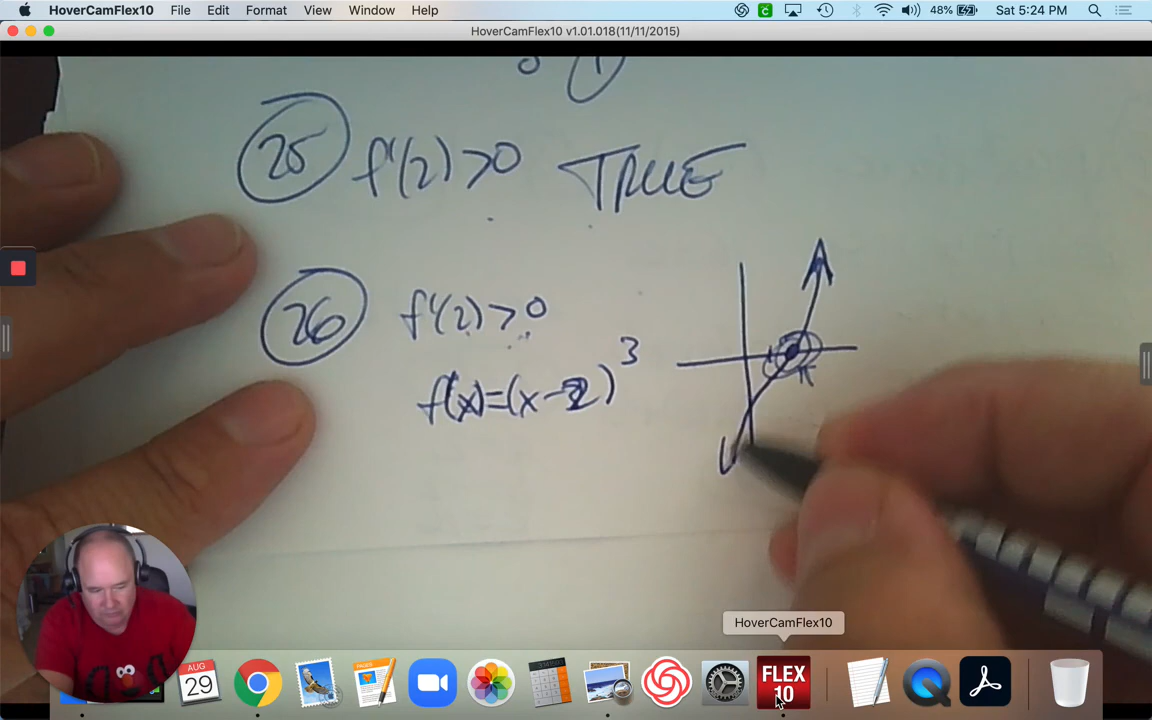 HoverCamFlex10 File Edit Format View Window Help 48% Sat 5:24 PM
HoverCamFlex10 v1.01.018(11/11/2015)
25 f'(2)>0 TRUE
26 f'(2)>0
f(x)=(x-2)^3
HoverCamFlex10
AUG
29
PAGES
FLEX
10